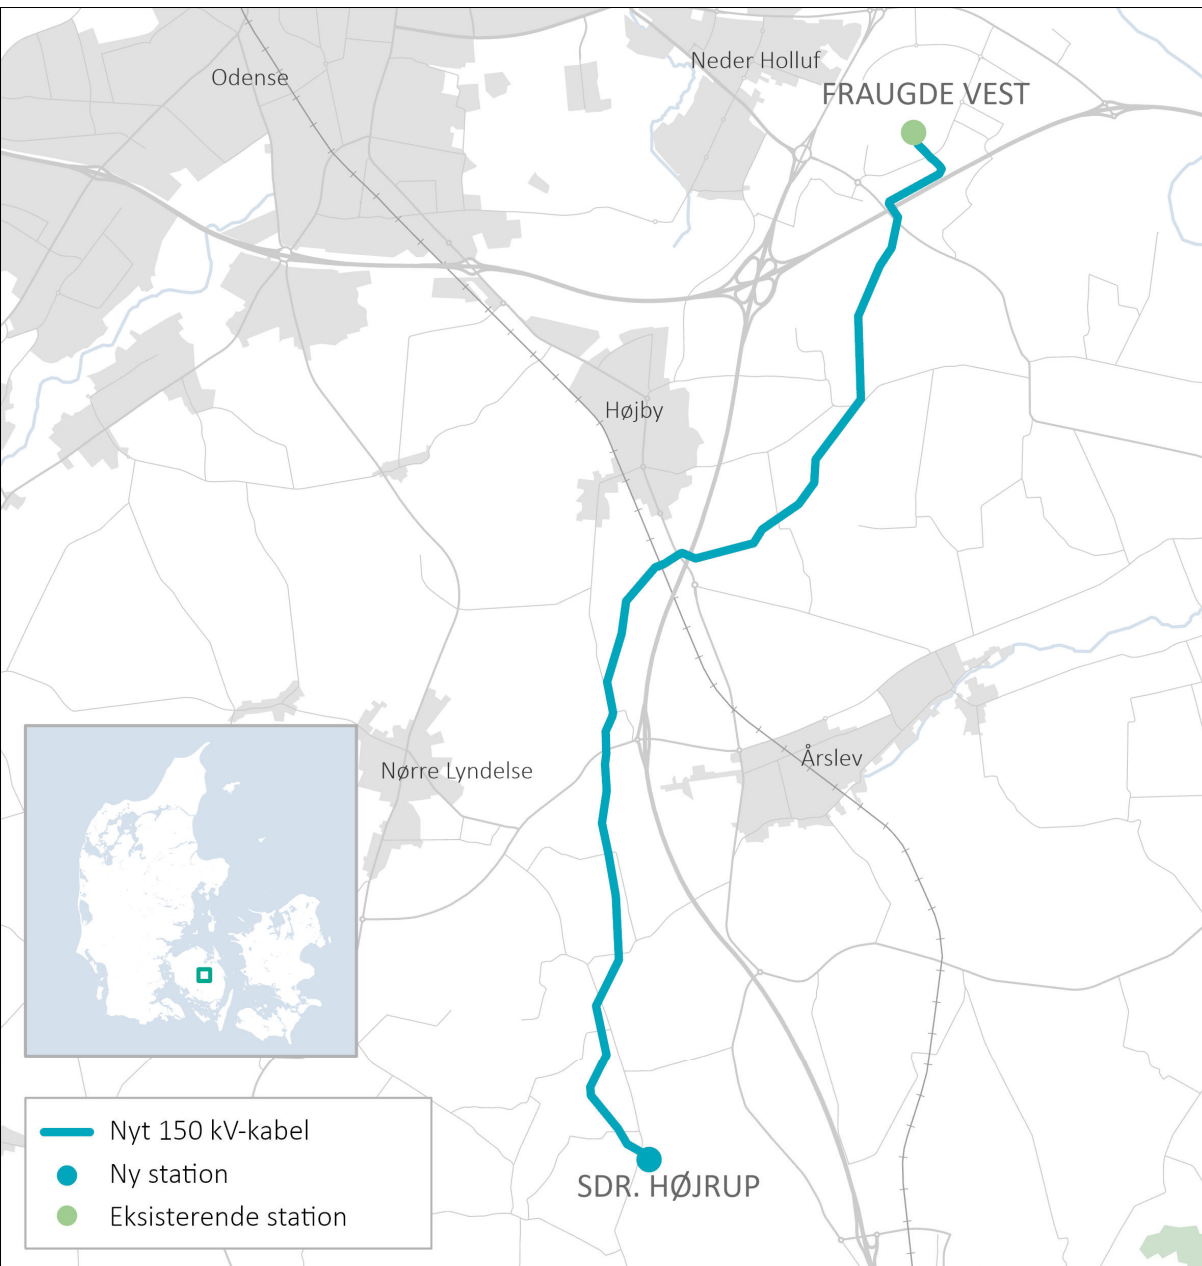 Neder Holluf
Odense
FRAUGDE VEST
Højby
Årslev
Nørre Lyndelse
SDR. HØJRUP
Nyt 150 kV-kabel
Ny station
Eksisterende station